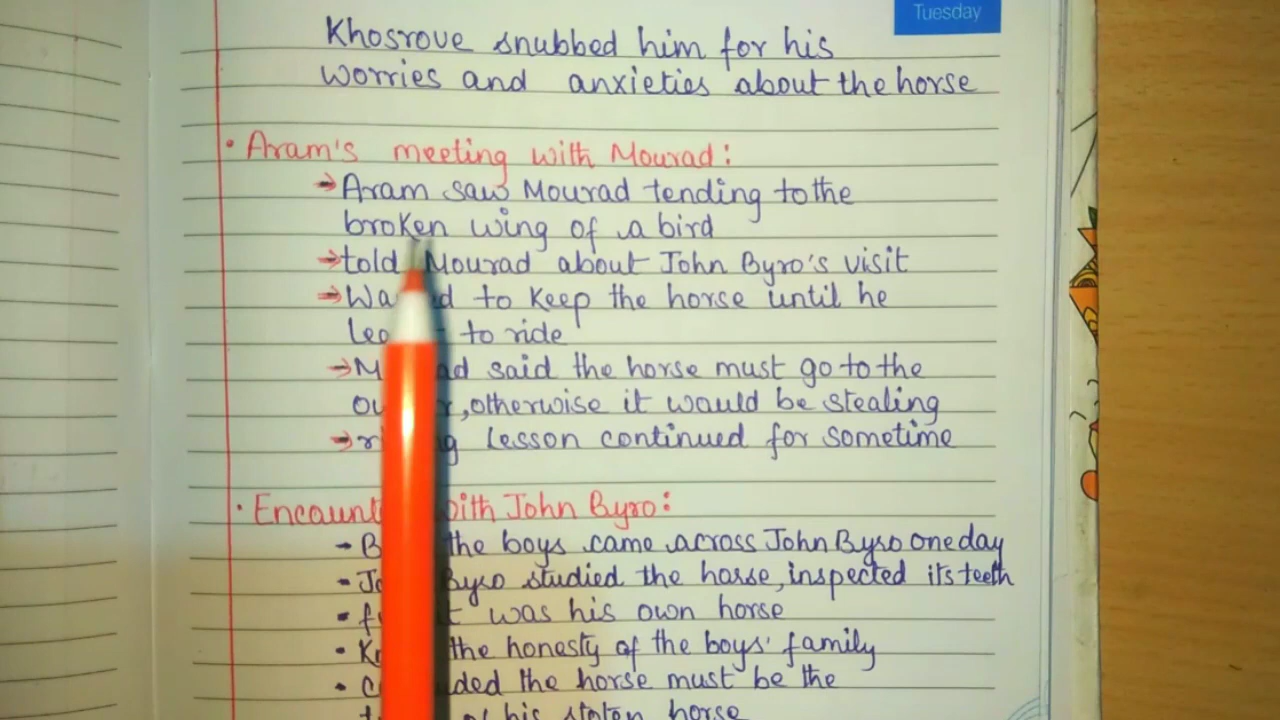 Tuesday
Khosrove snubbed him for his
worries and anxieties about the horse
• Aram's meeting with Mourad:
→ Aram saw Mourad tending to the
broken wing of a bird
→ told Mourad about John Byro's visit
→ to keep the horse until he
to ride
→ said the horse must go to the
, otherwise it would be stealing
→ lesson continued for sometime
• with John Byro:
- the boys came across John Byro one day
- Byro studied the horse, inspected its teeth
- was his own horse
• the honesty of the boys' family
• the horse must be the
of his stolen horse